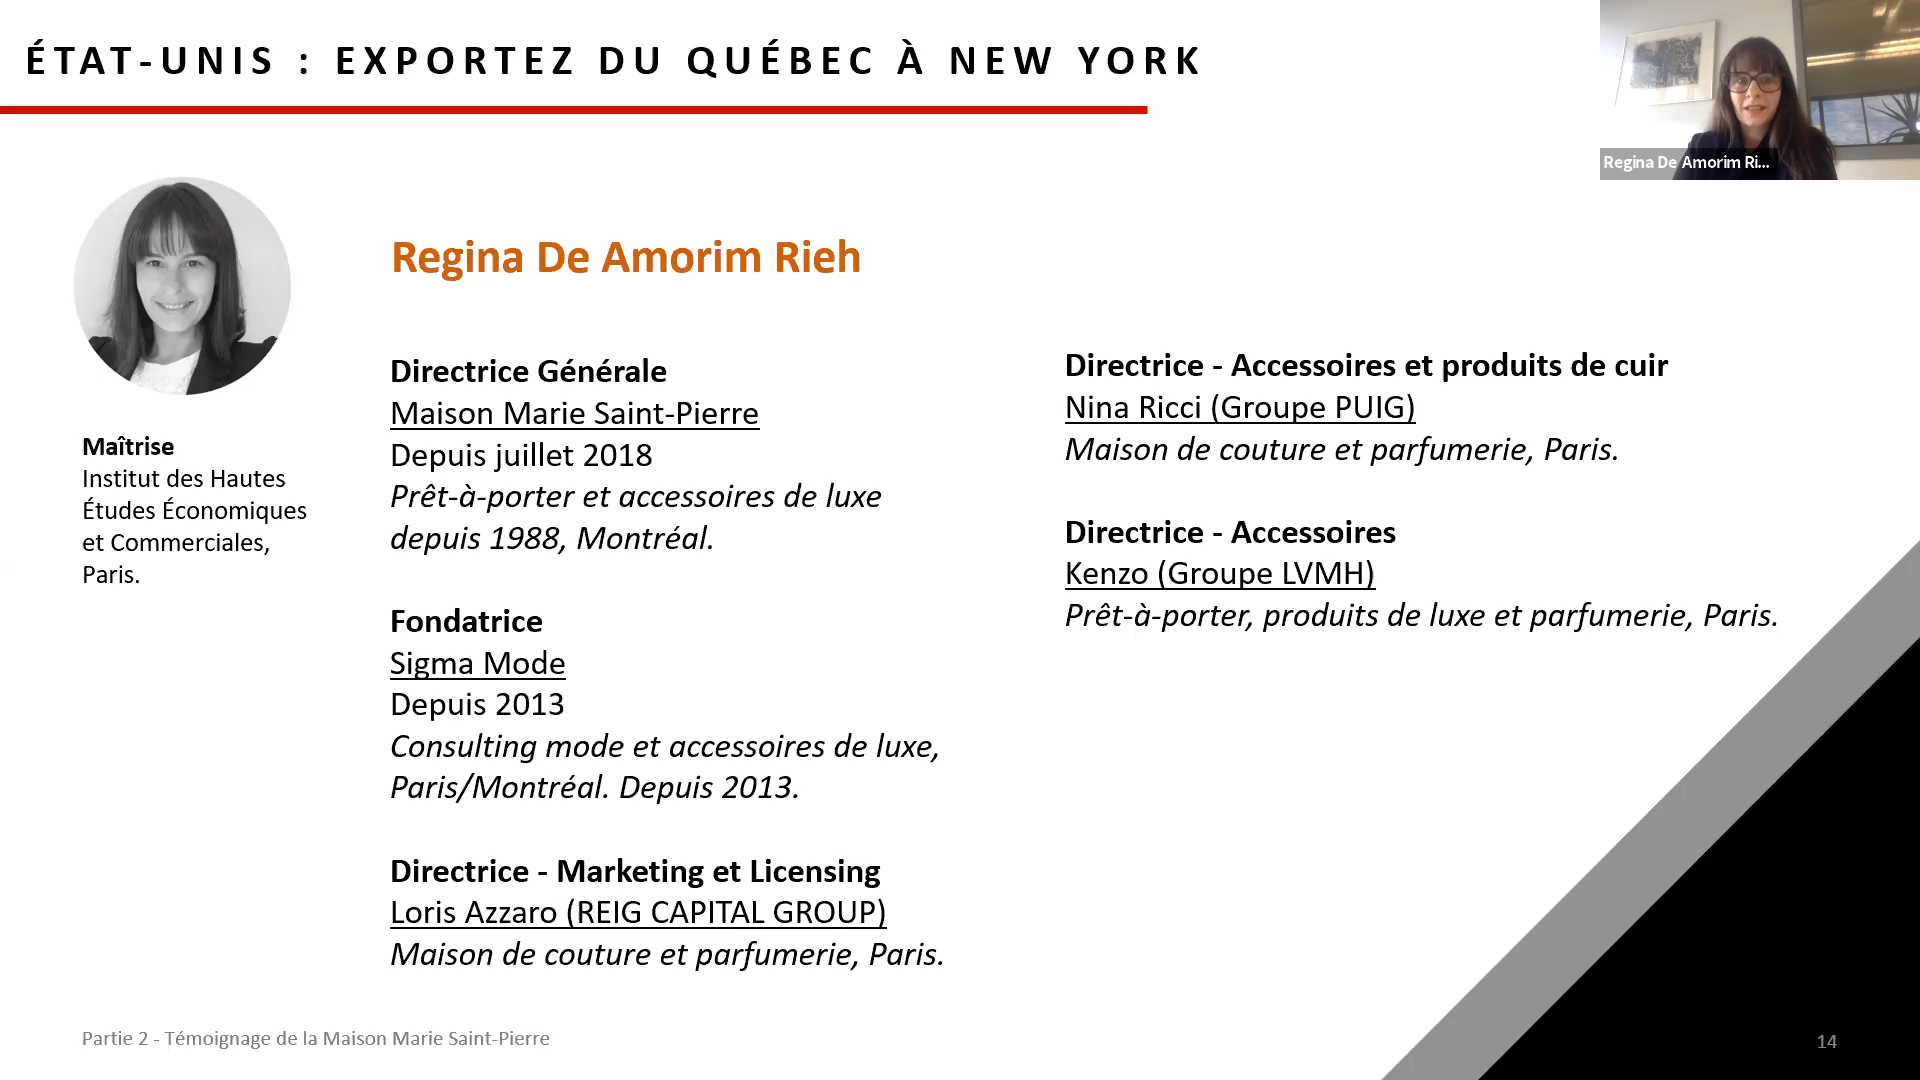 ÉTAT-UNIS : EXPORTEZ DU QUÉBEC À NEW YORK
Regina De Amorim Ri...
Regina De Amorim Rieh
Maîtrise
Institut des Hautes
Études Économiques
et Commerciales,
Paris.
Directrice Générale
Maison Marie Saint-Pierre
Depuis juillet 2018
Prêt-à-porter et accessoires de luxe
depuis 1988, Montréal.
Fondatrice
Sigma Mode
Depuis 2013
Consulting mode et accessoires de luxe,
Paris/Montréal. Depuis 2013.
Directrice - Marketing et Licensing
Loris Azzaro (REIG CAPITAL GROUP)
Maison de couture et parfumerie, Paris.
Directrice - Accessoires et produits de cuir
Nina Ricci (Groupe PUIG)
Maison de couture et parfumerie, Paris.
Directrice - Accessoires
Kenzo (Groupe LVMH)
Prêt-à-porter, produits de luxe et parfumerie, Paris.
Partie 2 - Témoignage de la Maison Marie Saint-Pierre
14